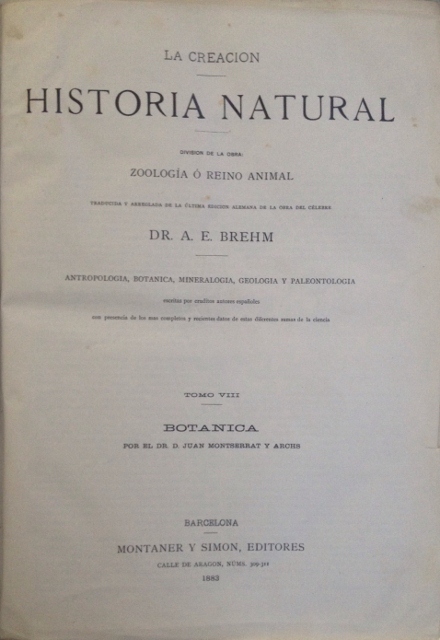 LA CREACION
HISTORIA NATURAL
DIVISION DE LA OBRA:
ZOOLOGÍA Ó REINO ANIMAL
TRADUCIDA Y ARREGLADA DE LA ÚLTIMA EDICION ALEMANA DE LA OBRA DEL CÉLEBRE
DR. A. E. BREHM
ANTROPOLOGIA, BOTANICA, MINERALOGIA, GEOLOGIA Y PALEONTOLOGIA
escritas por eruditos autores españoles
con presencia de los mas completos y recientes datos de estos diferentes ramos de la ciencia
TOMO VIII
BOTANICA
POR EL DR. D. JUAN MONTSERRAT Y ARCHS
BARCELONA
MONTANER Y SIMON, EDITORES
CALLE DE ARAGON, NÚMS. 309-311
1882